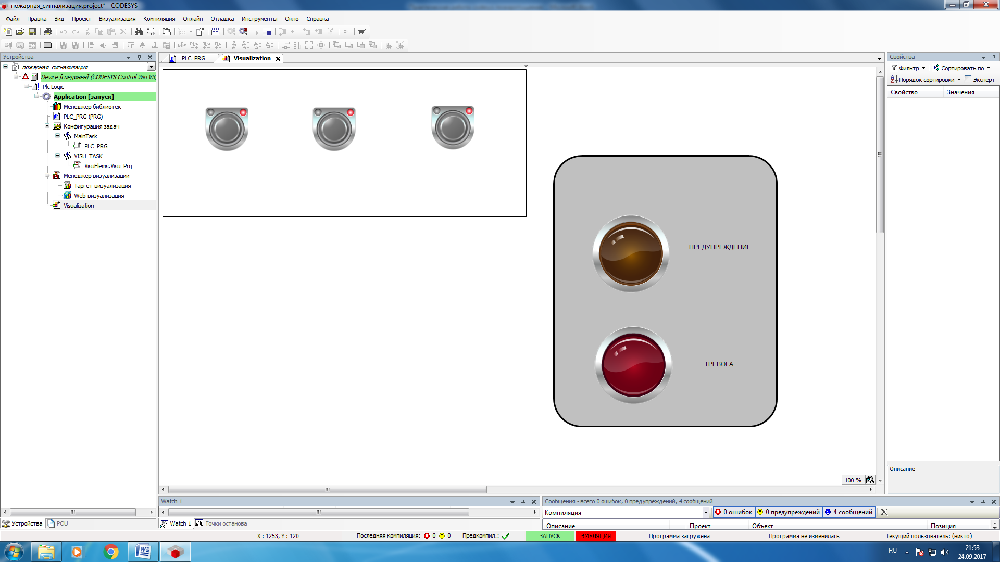 пожарная_сигнализация.project* - CODESYS
Файл Правка Вид Проект Визуализация Компиляция Онлайн Отладка Инструменты Окно Справка
Устройства
пожарная_сигнализация
Device [соединен] (CODESYS Control Win V3)
Plc Logic
Application [запуск]
Менеджер библиотек
PLC_PRG (PRG)
Конфигурация задач
MainTask
PLC_PRG
VISU_TASK
VisuElems.Visu_Prg
Менеджер визуализации
Таргет-визуализация
Web-визуализация
Visualization
Устройства POU
PLC_PRG Visualization
ПРЕДУПРЕЖДЕНИЕ
ТРЕВОГА
100 %
Свойства
Фильтр Сортировать по
Порядок сортировки Эксперт
Свойство Значения
Описание
Watch 1
Watch 1 Точки останова
Сообщения - всего 0 ошибок, 0 предупреждений, 4 сообщений
Компиляция 0 ошибок 0 предупреждений 4 сообщений
Описание Проект Объект Позиция
X : 1253, Y : 120 Последняя компиляция: 0 0 Предкомпил.: ЗАПУСК ЭМУЛЯЦИЯ Программа загружена Программа не изменилась Текущий пользователь: (никто)
RU 21:53
24.09.2017